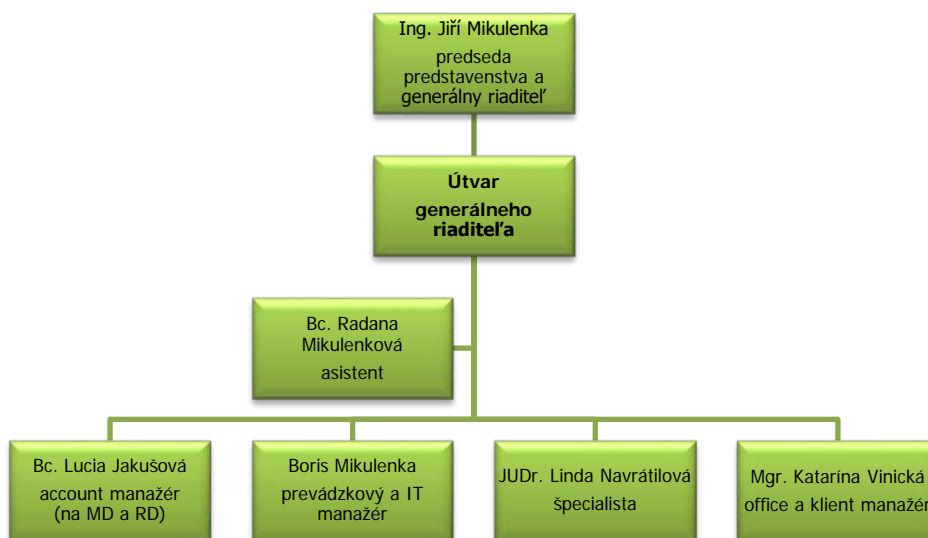 Ing. Jiří Mikulenka
predseda
predstavenstva a
generálny riaditeľ
Útvar
generálneho
riaditeľa
Bc. Radana
Mikulenková
asistent
Bc. Lucia Jakušová
account manažér
(na MD a RD)
Boris Mikulenka
prevádzkový a IT
manažér
JUDr. Linda Navrátilová
špecialista
Mgr. Katarína Vinická
office a klient manažér